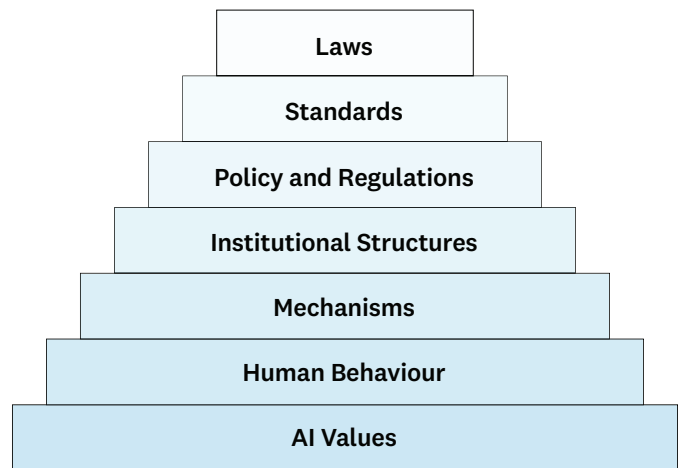 Laws
Standards
Policy and Regulations
Institutional Structures
Mechanisms
Human Behaviour
AI Values